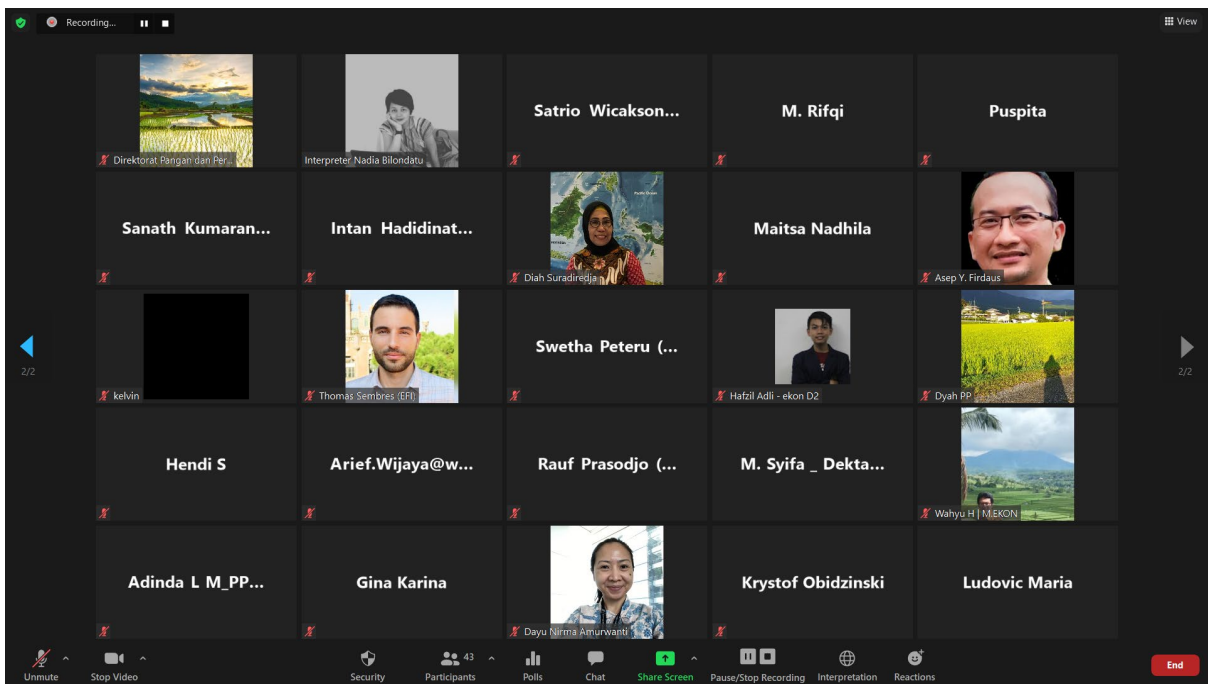 Recording...
View
Direktorat Pangan dan Per...
Interpreter Nadia Bilondatu
Satrio Wicakson...
M. Rifqi
Puspita
Sanath Kumaran...
Intan Hadidinat...
Diah Suradiredja
Maitsa Nadhila
Asep Y. Firdaus
2/2
kelvin
Thomas Sembres (EFI)
Swetha Peteru (...
Hafzil Adli - ekon D2
Dyah PP
2/2
Hendi S
Arief.Wijaya@w...
Rauf Prasodjo (...
M. Syifa _ Dekta...
Wahyu H | M.EKON
Adinda L M_PP...
Gina Karina
Dayu Nirma Amurwanti
Krystof Obidzinski
Ludovic Maria
Unmute
Stop Video
Security
43
Participants
Polls
Chat
Share Screen
Pause/Stop Recording
Interpretation
Reactions
End